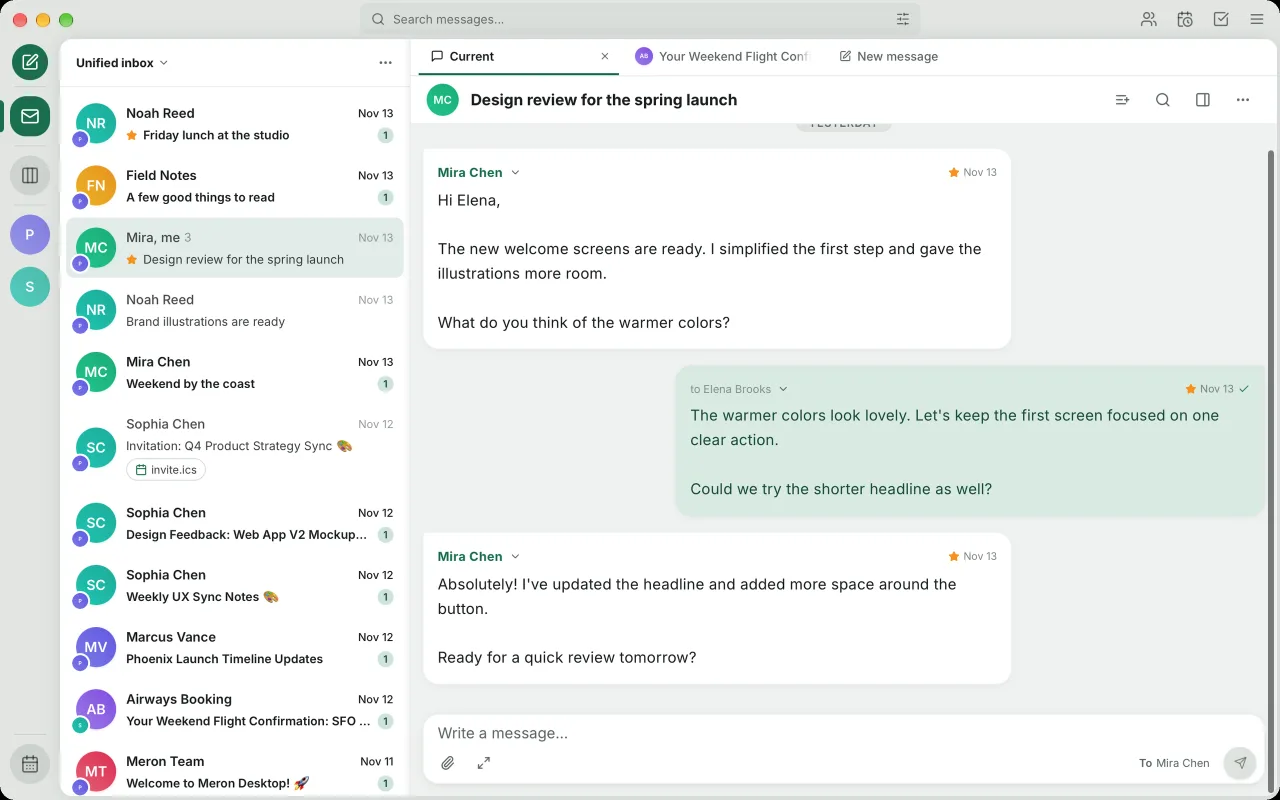 Search messages...
Unified inbox
Current
AB Your Weekend Flight Conf
New message
MC Design review for the spring launch
P
S
NR Noah Reed Nov 13
P Friday lunch at the studio 1
FN Field Notes Nov 13
P A few good things to read 1
MC Mira, me 3 Nov 13
P Design review for the spring launch
NR Noah Reed Nov 13
P Brand illustrations are ready
MC Mira Chen Nov 13
P Weekend by the coast 1
SC Sophia Chen Nov 12
P Invitation: Q4 Product Strategy Sync 🎨
invite.ics
SC Sophia Chen Nov 12
P Design Feedback: Web App V2 Mockup... 1
SC Sophia Chen Nov 12
P Weekly UX Sync Notes 🎨 1
MV Marcus Vance Nov 12
P Phoenix Launch Timeline Updates 1
AB Airways Booking Nov 12
S Your Weekend Flight Confirmation: SFO ... 1
MT Meron Team Nov 11
P Welcome to Meron Desktop! 🚀 1
YESTERDAY
Mira Chen Nov 13
Hi Elena,
The new welcome screens are ready. I simplified the first step and gave the
illustrations more room.
What do you think of the warmer colors?
to Elena Brooks Nov 13
The warmer colors look lovely. Let's keep the first screen focused on one
clear action.
Could we try the shorter headline as well?
Mira Chen Nov 13
Absolutely! I've updated the headline and added more space around the
button.
Ready for a quick review tomorrow?
Write a message...
To Mira Chen